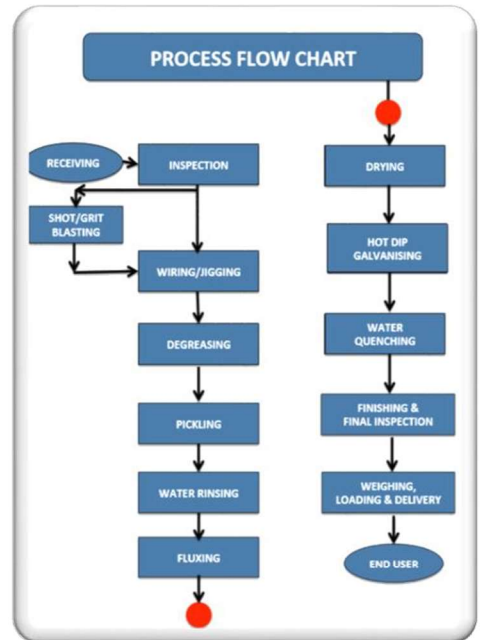 PROCESS FLOW CHART
RECEIVING
INSPECTION
SHOT/GRIT
BLASTING
WIRING/JIGGING
DEGREASING
PICKLING
WATER RINSING
FLUXING
DRYING
HOT DIP
GALVANISING
WATER
QUENCHING
FINISHING &
FINAL INSPECTION
WEIGHING,
LOADING & DELIVERY
END USER